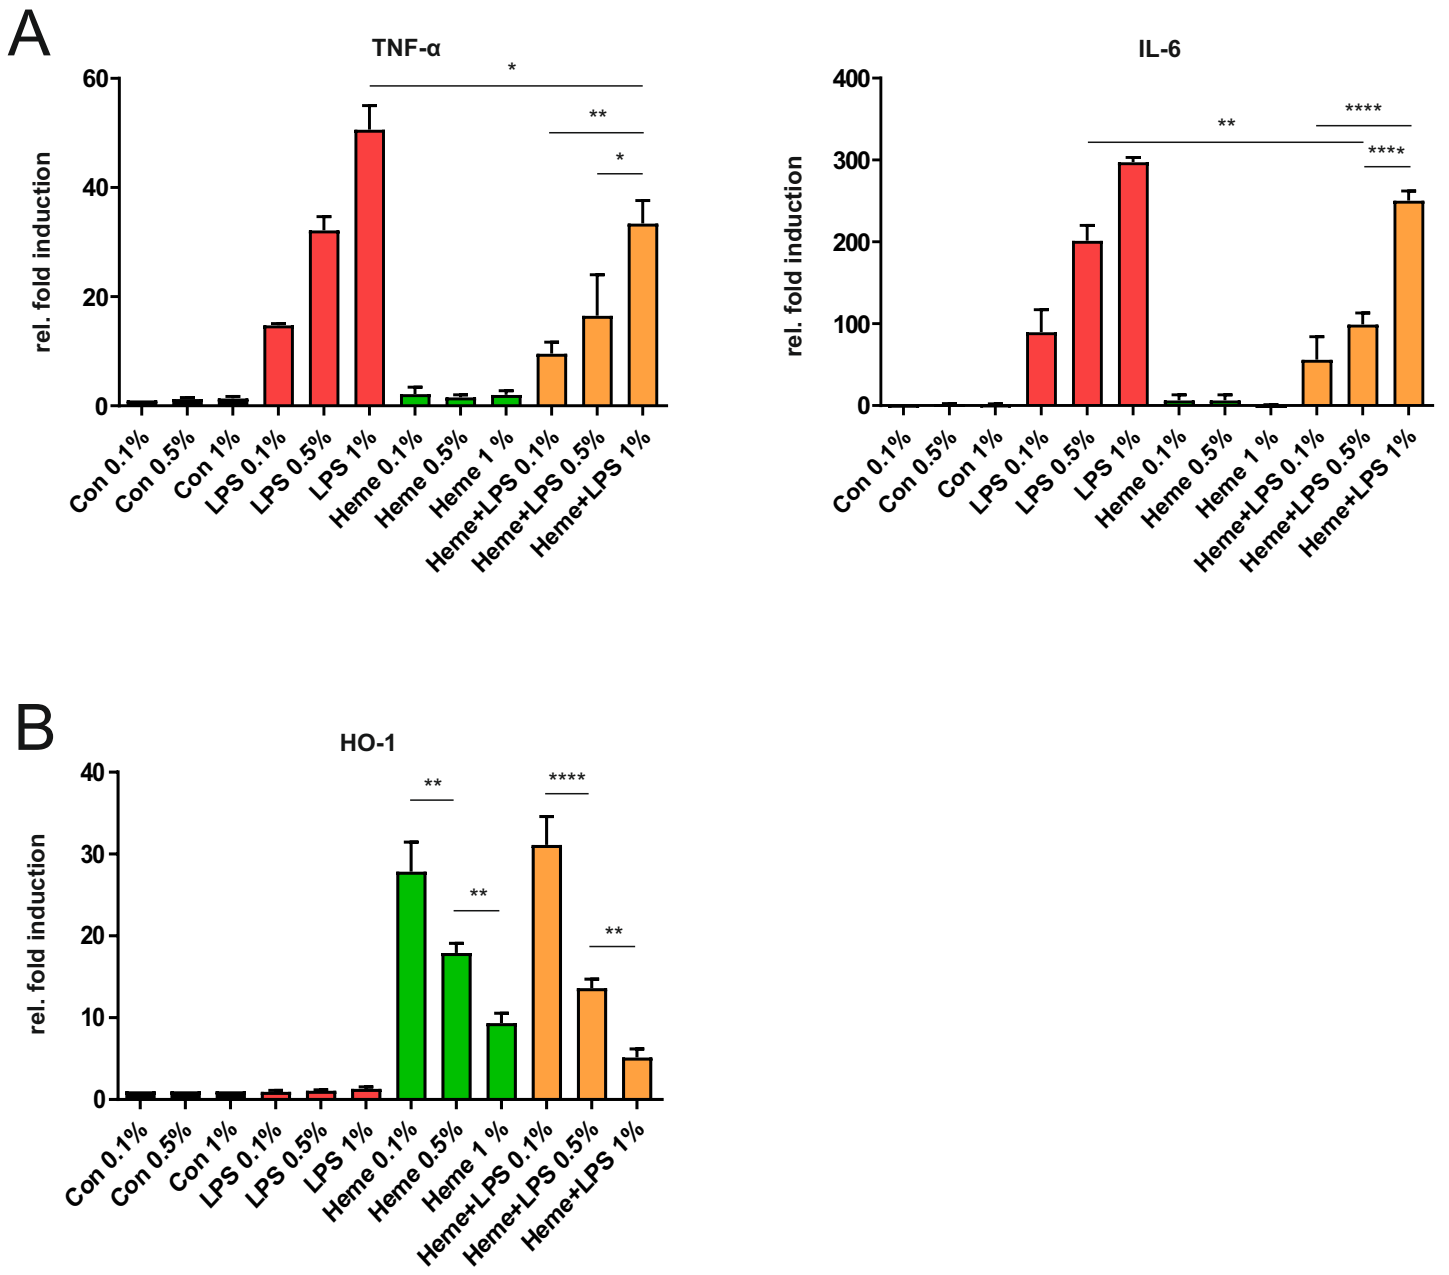 A
TNF-α
rel. fold induction
60
40
20
0
*
**
*
Con 0.1%
Con 0.5%
Con 1%
LPS 0.1%
LPS 0.5%
LPS 1%
Heme 0.1%
Heme 0.5%
Heme 1 %
Heme+LPS 0.1%
Heme+LPS 0.5%
Heme+LPS 1%
IL-6
rel. fold induction
400
300
200
100
0
****
**
****
Con 0.1%
Con 0.5%
Con 1%
LPS 0.1%
LPS 0.5%
LPS 1%
Heme 0.1%
Heme 0.5%
Heme 1 %
Heme+LPS 0.1%
Heme+LPS 0.5%
Heme+LPS 1%
B
HO-1
rel. fold induction
40
30
20
10
0
**
****
**
**
Con 0.1%
Con 0.5%
Con 1%
LPS 0.1%
LPS 0.5%
LPS 1%
Heme 0.1%
Heme 0.5%
Heme 1 %
Heme+LPS 0.1%
Heme+LPS 0.5%
Heme+LPS 1%